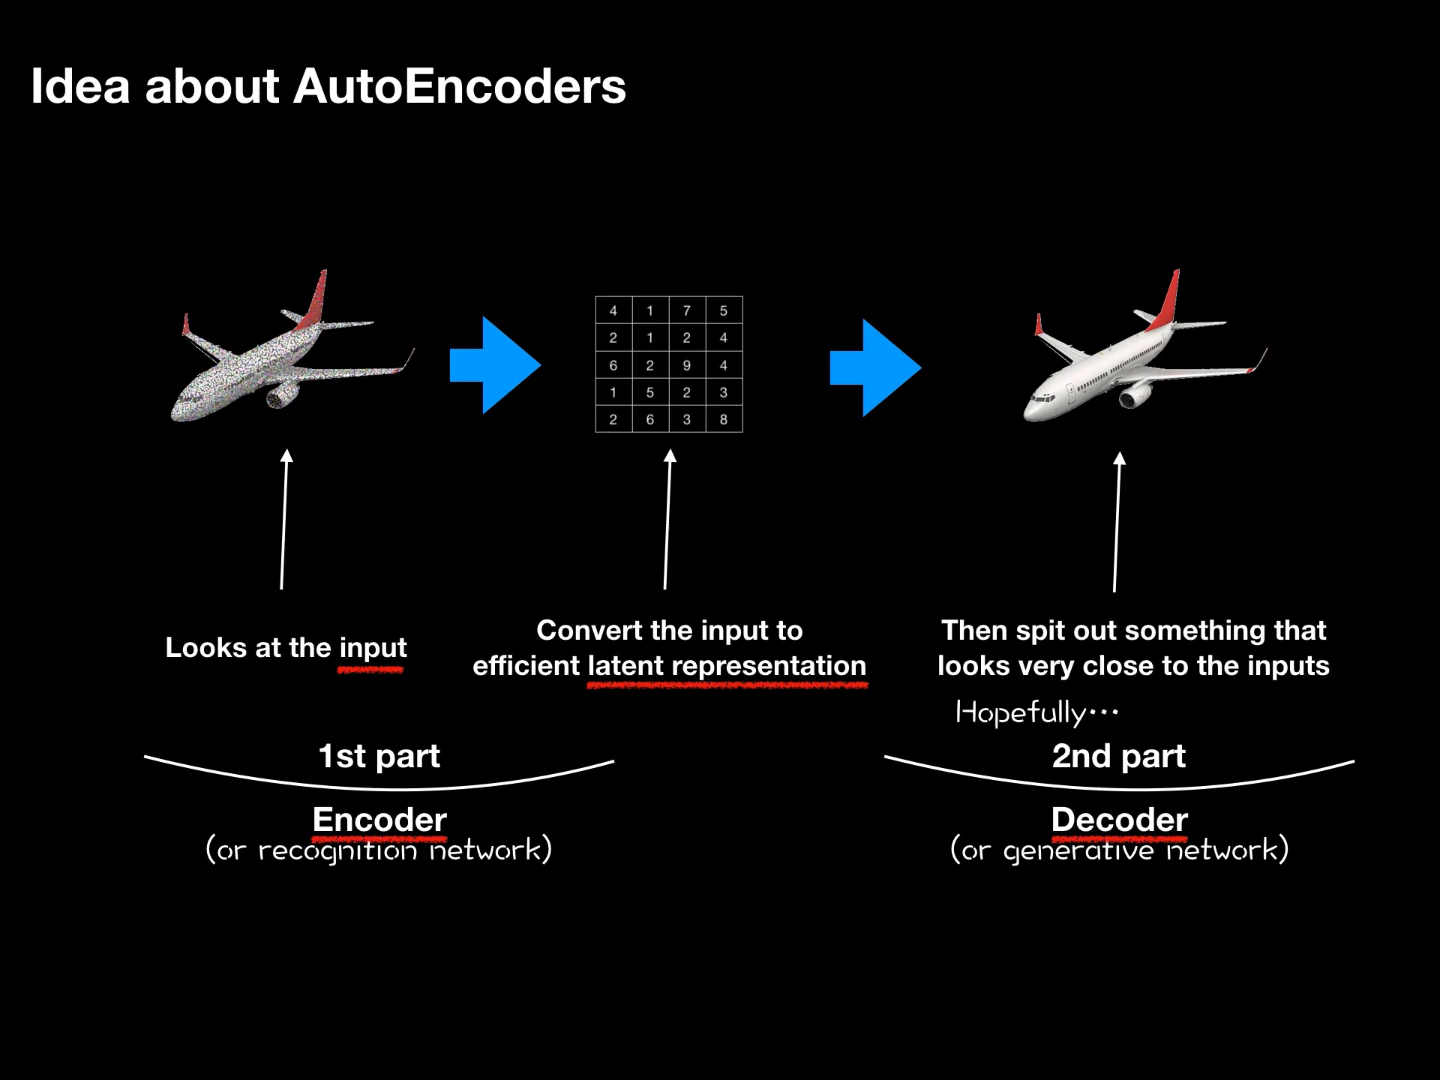 Idea about AutoEncoders
4 1 7 5
2 1 2 4
6 2 9 4
1 5 2 3
2 6 3 8
Looks at the input
Convert the input to
efficient latent representation
Then spit out something that
looks very close to the inputs
Hopefully…
1st part
Encoder
(or recognition network)
2nd part
Decoder
(or generative network)